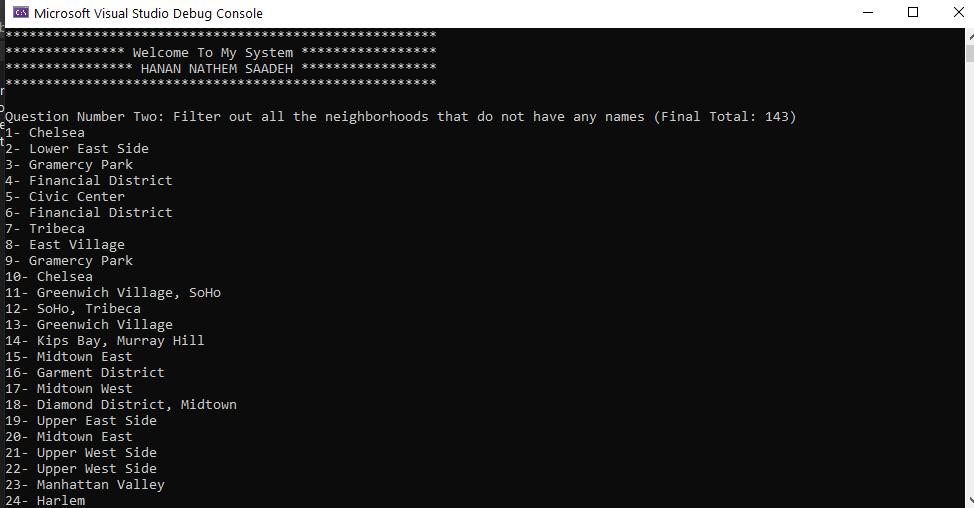 Microsoft Visual Studio Debug Console
******************************************************
*************** Welcome To My System *****************
**************** HANAN NATHEM SAADEH *****************
******************************************************
Question Number Two: Filter out all the neighborhoods that do not have any names (Final Total: 143)
1- Chelsea
2- Lower East Side
3- Gramercy Park
4- Financial District
5- Civic Center
6- Financial District
7- Tribeca
8- East Village
9- Gramercy Park
10- Chelsea
11- Greenwich Village, SoHo
12- SoHo, Tribeca
13- Greenwich Village
14- Kips Bay, Murray Hill
15- Midtown East
16- Garment District
17- Midtown West
18- Diamond District, Midtown
19- Upper East Side
20- Midtown East
21- Upper West Side
22- Upper West Side
23- Manhattan Valley
24- Harlem